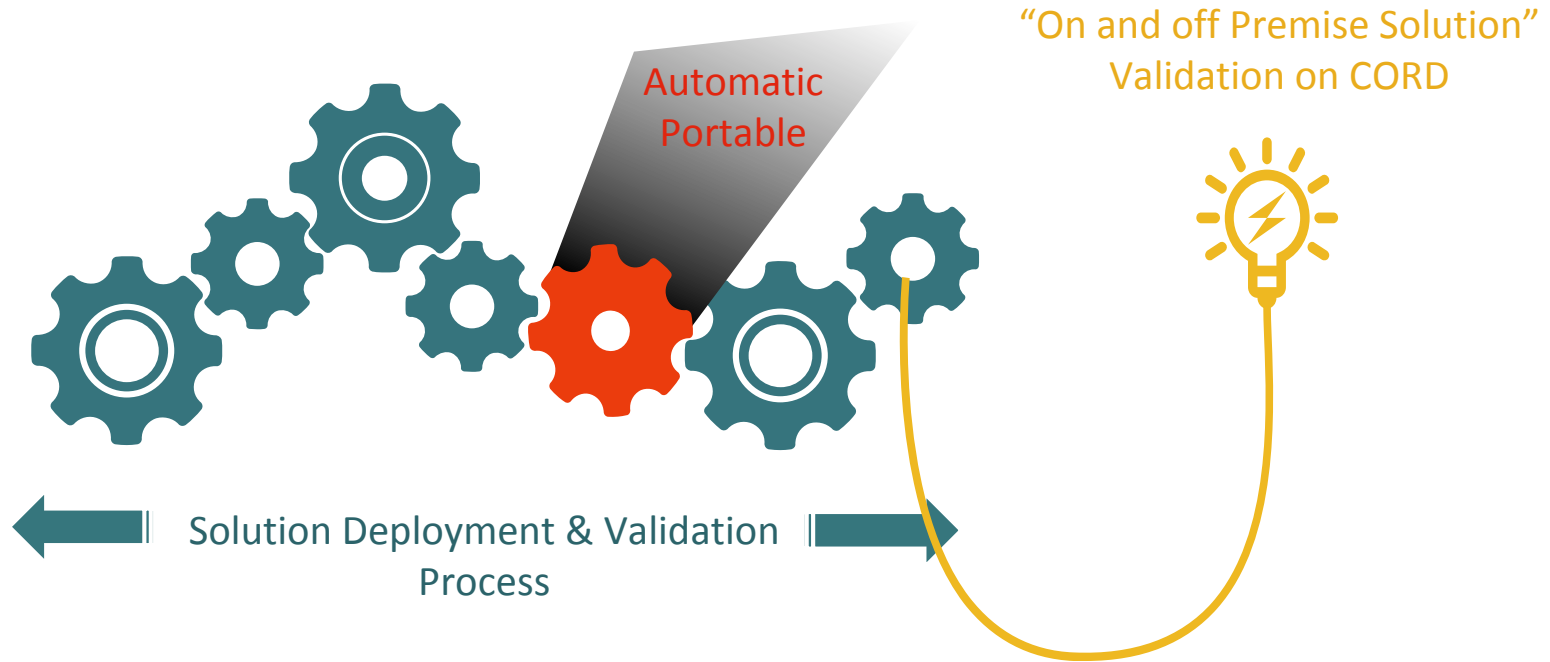 “On and off Premise Solution”
Validation on CORD
Automatic
Portable
Solution Deployment & Validation
Process